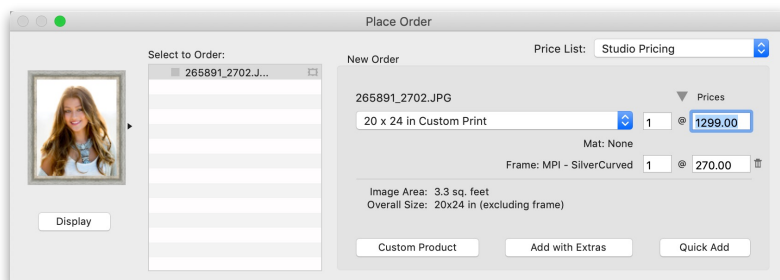 Place Order
Select to Order:
265891_2702.J...
Display
Price List: Studio Pricing
New Order
265891_2702.JPG
Prices
20 x 24 in Custom Print 1 @ 1299.00
Mat: None
Frame: MPI - SilverCurved 1 @ 270.00
Image Area: 3.3 sq. feet
Overall Size: 20x24 in (excluding frame)
Custom Product Add with Extras Quick Add